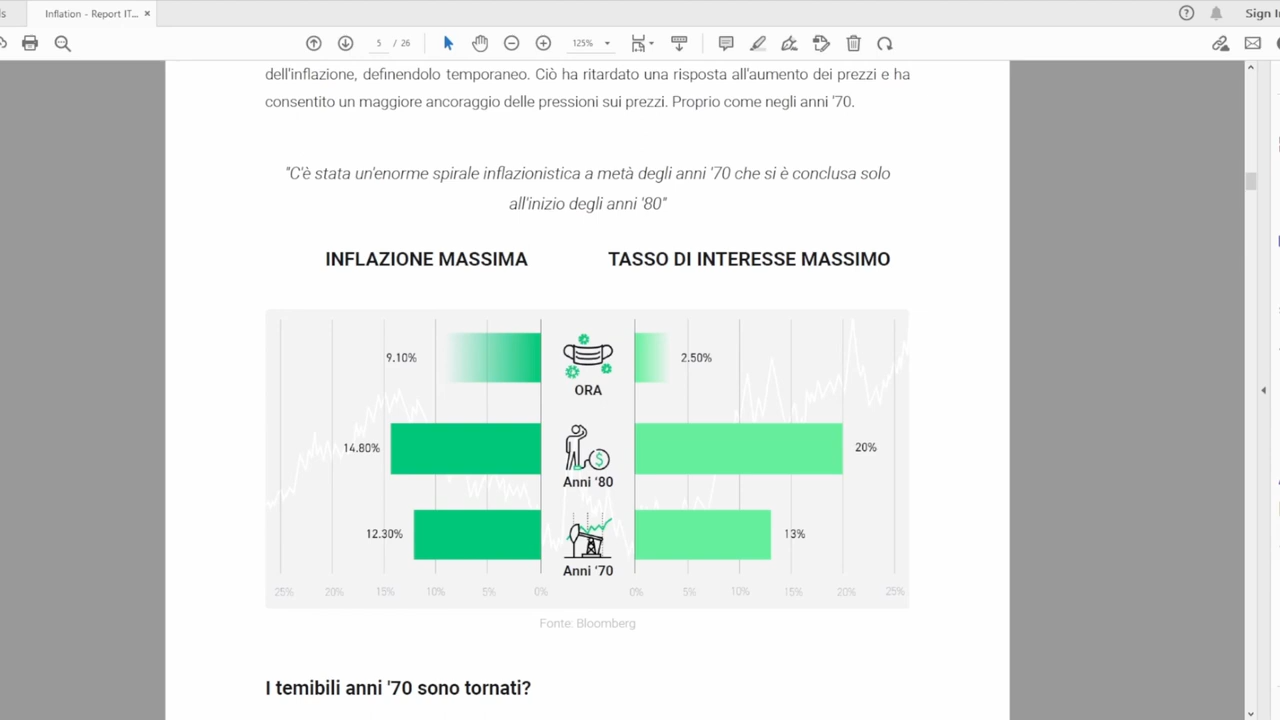 Inflation - Report IT... ×
Sign
5 / 26
125%
dell'inflazione, definendolo temporaneo. Ciò ha ritardato una risposta all'aumento dei prezzi e ha
consentito un maggiore ancoraggio delle pressioni sui prezzi. Proprio come negli anni '70.
"C'è stata un'enorme spirale inflazionistica a metà degli anni '70 che si è conclusa solo
all'inizio degli anni '80"
INFLAZIONE MASSIMA
TASSO DI INTERESSE MASSIMO
9.10%
2.50%
ORA
14.80%
20%
Anni '80
12.30%
13%
Anni '70
25% 20% 15% 10% 5% 0% 0% 5% 10% 15% 20% 25%
Fonte: Bloomberg
I temibili anni '70 sono tornati?